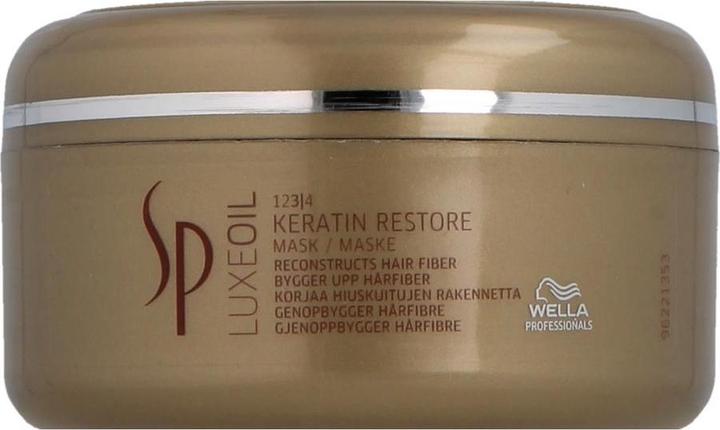 SP
LUXEOIL
123|4
KERATIN RESTORE
MASK / MASKE
RECONSTRUCTS HAIR FIBER
BYGGER UPP HÅRFIBER
KORJAA HIUSKUITUJEN RAKENNETTA
GENOPBYGGER HÅRFIBRE
GJENOPPBYGGER HÅRFIBRE
WELLA
PROFESSIONALS
96221353